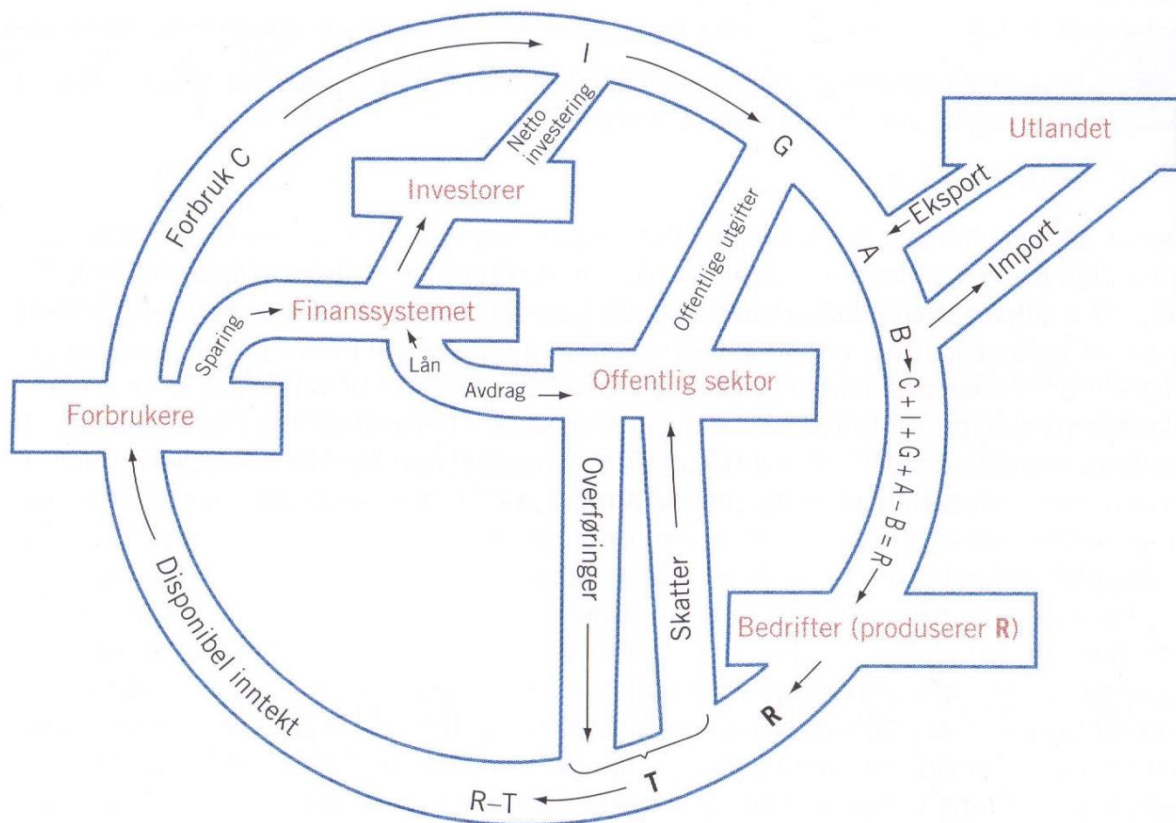 I
Netto
investering
G
Utlandet
Forbruk C
Investorer
Eksport
A
Offentlige utgifter
Import
Sparing
Finanssystemet
B
Lån
Avdrag
Offentlig sektor
C + I + G + A - B = R
Forbrukere
Overføringer
Skatter
Disponibel inntekt
Bedrifter (produserer R)
R
T
R–T